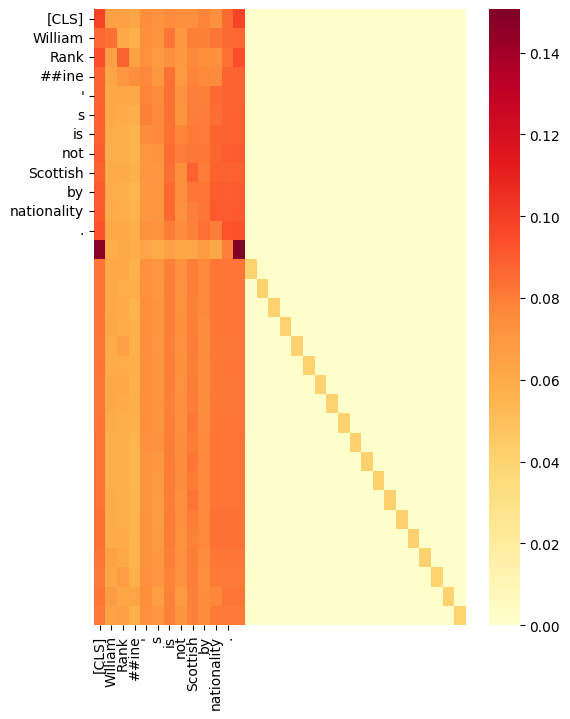 [CLS]
William
Rank
##ine
'
s
is
not
Scottish
by
nationality
.
[CLS]
William
Rank
##ine
'
s
is
not
Scottish
by
nationality
.
0.14
0.12
0.10
0.08
0.06
0.04
0.02
0.00